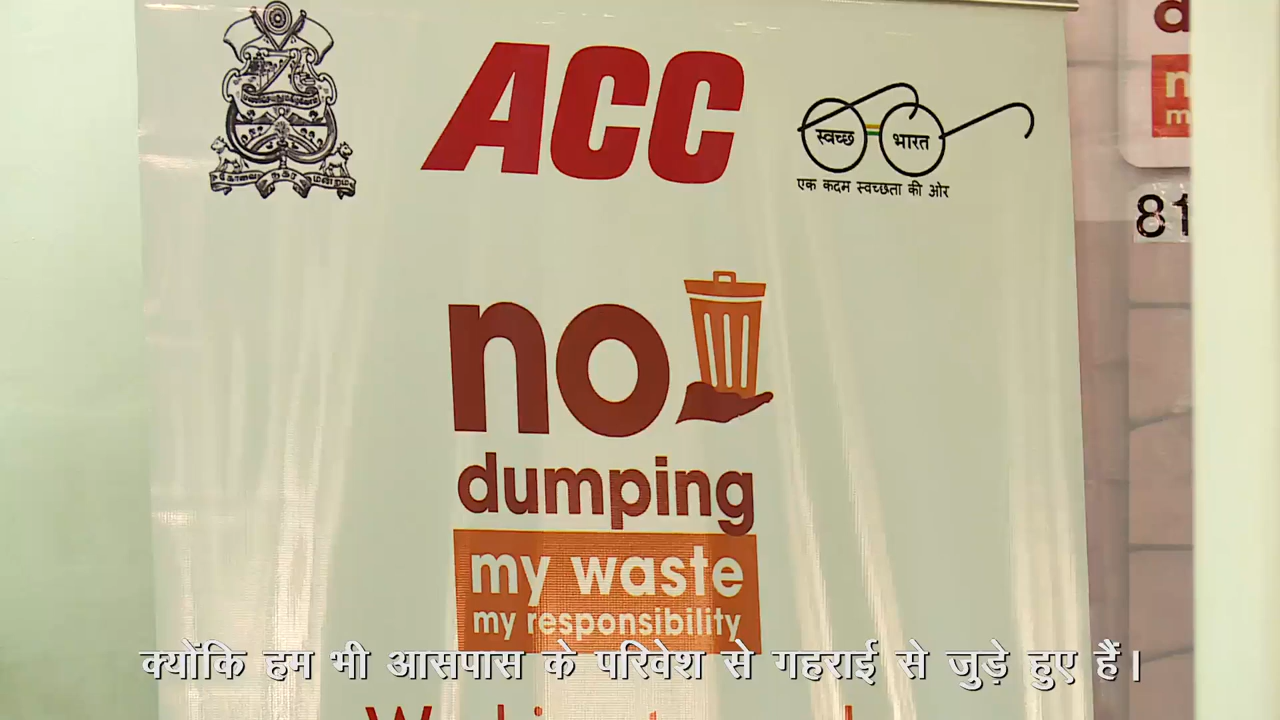 ACC
स्वच्छ भारत
एक कदम स्वच्छता की ओर
no
dumping
my waste
my responsibility
81
क्योंकि हम भी आसपास के परिवेश से गहराई से जुड़े हुए हैं।